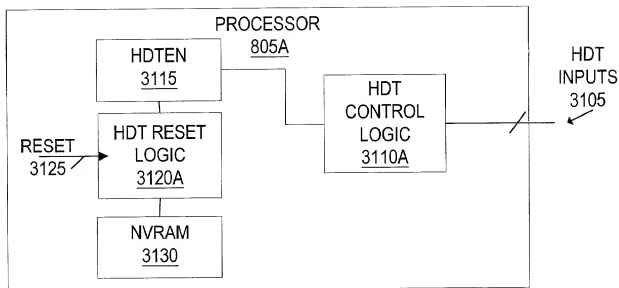 PROCESSOR
805A
HDTEN
3115
HDT
CONTROL
LOGIC
3110A
HDT
INPUTS
3105
HDT RESET
LOGIC
3120A
RESET
3125
NVRAM
3130